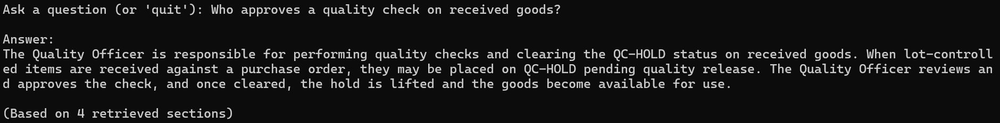 Ask a question (or 'quit'): Who approves a quality check on received goods?
Answer:
The Quality Officer is responsible for performing quality checks and clearing the QC-HOLD status on received goods. When lot-controll
ed items are received against a purchase order, they may be placed on QC-HOLD pending quality release. The Quality Officer reviews an
d approves the check, and once cleared, the hold is lifted and the goods become available for use.
(Based on 4 retrieved sections)